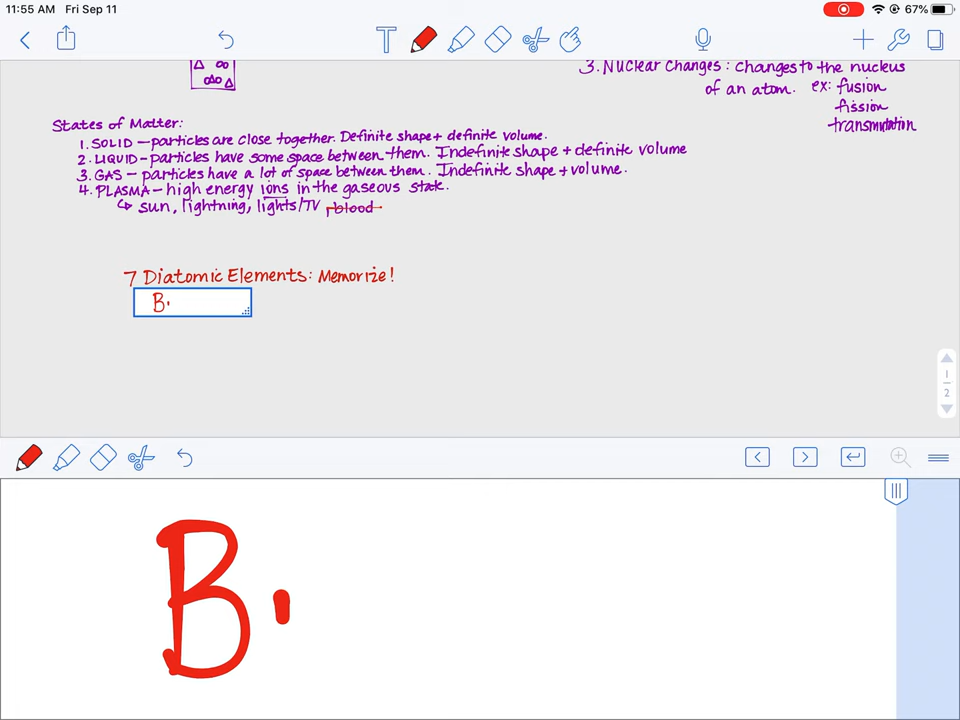 11:55 AM Fri Sep 11
67%
3. Nuclear Changes: changes to the nucleus
of an atom. ex: fusion
fission
transmutation
States of Matter:
1. SOLID – particles are close together. Definite shape + definite volume.
2. LIQUID – particles have some space between them. Indefinite shape + definite volume
3. GAS – particles have a lot of space between them. Indefinite shape + volume.
4. PLASMA – high energy ions in the gaseous state.
↳ sun, lightning, lights/TV blood
7 Diatomic Elements: Memorize!
B
1
2
B